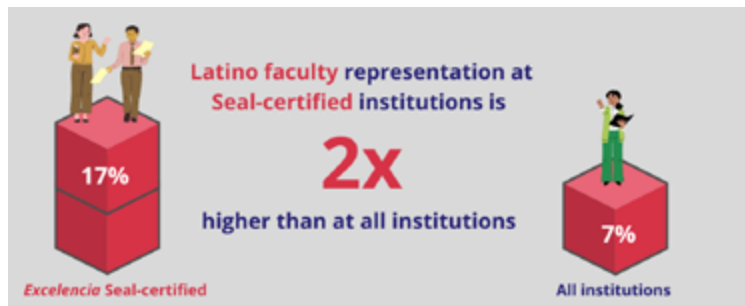 Latino faculty representation at
Seal-certified institutions is
2x
higher than at all institutions
17%
Excelencia Seal-certified
7%
All institutions